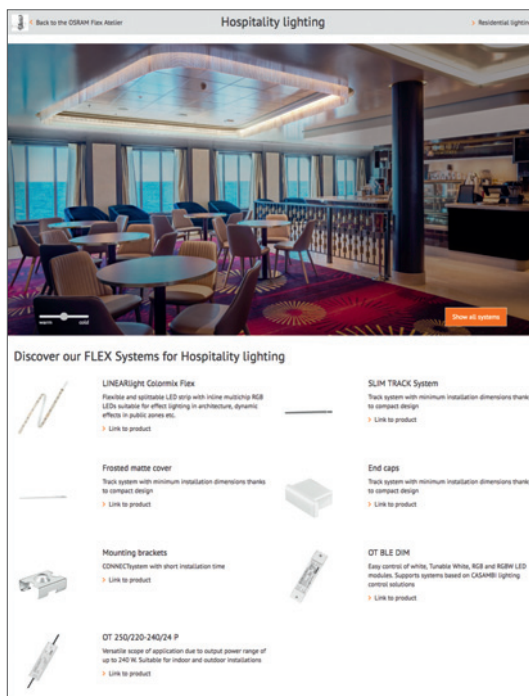 Back to the OSRAM Flex Atelier
Hospitality lighting
Residential lighting
warm
cold
Show all systems
Discover our FLEX Systems for Hospitality lighting
LINEARlight Colormix Flex
Flexible and splittable LED strip with inline multichip RGB
LEDs suitable for effect lighting in architecture, dynamic
effects in public zones etc.
Link to product
SLIM TRACK System
Track system with minimum installation dimensions thanks
to compact design
Link to product
Frosted matte cover
Track system with minimum installation dimensions thanks
to compact design
Link to product
End caps
Track system with minimum installation dimensions thanks
to compact design
Link to product
Mounting brackets
CONNECTsystem with short installation time
Link to product
OT BLE DIM
Easy control of white, Tunable White, RGB and RGBW LED
modules. Supports systems based on CASAMBI lighting
control solutions
Link to product
OT 250/220-240/24 P
Versatile scope of application due to output power range of
up to 240 W. Suitable for indoor and outdoor installations
Link to product